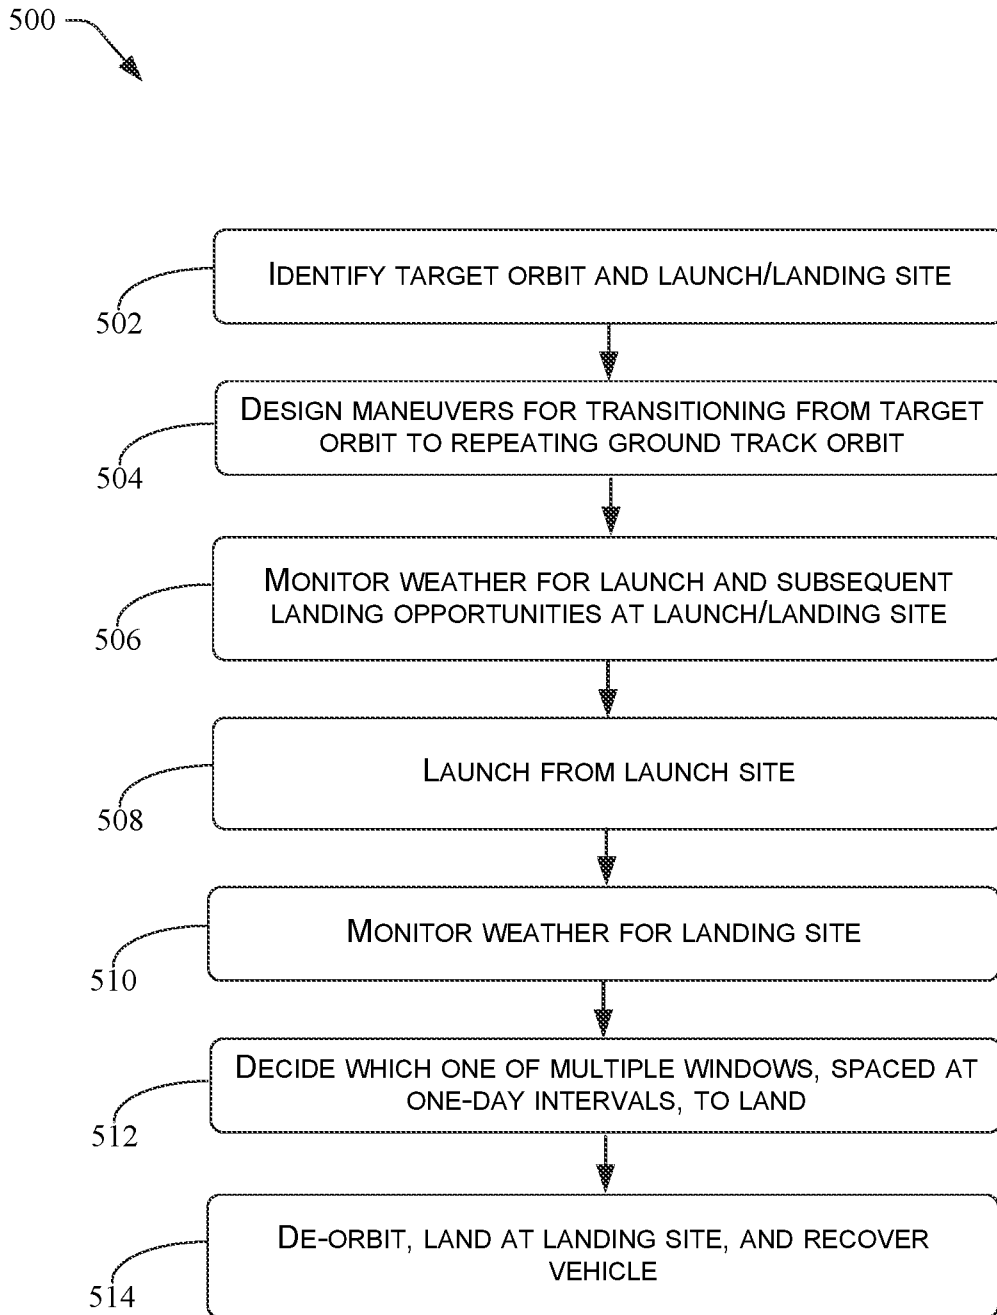 500
IDENTIFY TARGET ORBIT AND LAUNCH/LANDING SITE
502
DESIGN MANEUVERS FOR TRANSITIONING FROM TARGET
ORBIT TO REPEATING GROUND TRACK ORBIT
504
MONITOR WEATHER FOR LAUNCH AND SUBSEQUENT
LANDING OPPORTUNITIES AT LAUNCH/LANDING SITE
506
LAUNCH FROM LAUNCH SITE
508
MONITOR WEATHER FOR LANDING SITE
510
DECIDE WHICH ONE OF MULTIPLE WINDOWS, SPACED AT
ONE-DAY INTERVALS, TO LAND
512
DE-ORBIT, LAND AT LANDING SITE, AND RECOVER
VEHICLE
514